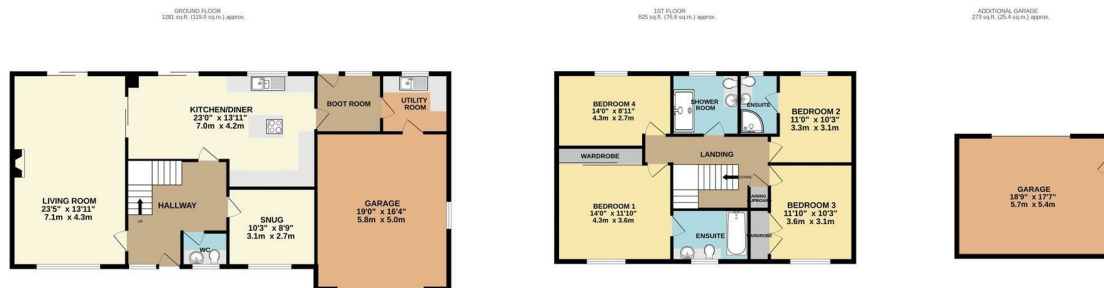 GROUND FLOOR
1281 sq.ft. (119.0 sq.m.) approx.
KITCHEN/DINER
23'0" x 13'11"
7.0m x 4.2m
BOOT ROOM
UTILITY
ROOM
LIVING ROOM
23'5" x 13'11"
7.1m x 4.3m
UP
HALLWAY
SNUG
10'3" x 8'9"
3.1m x 2.7m
WC
GARAGE
19'0" x 16'4"
5.8m x 5.0m
1ST FLOOR
825 sq.ft. (76.6 sq.m.) approx.
BEDROOM 4
14'0" x 8'11"
4.3m x 2.7m
SHOWER
ROOM
ENSUITE
BEDROOM 2
11'0" x 10'3"
3.3m x 3.1m
WARDROBE
LANDING
DOWN
AIRING
CUPBOARD
BEDROOM 1
14'0" x 11'10"
4.3m x 3.6m
ENSUITE
WARDROBE
BEDROOM 3
11'10" x 10'3"
3.6m x 3.1m
ADDITIONAL GARAGE
273 sq.ft. (25.4 sq.m.) approx.
GARAGE
18'9" x 17'7"
5.7m x 5.4m